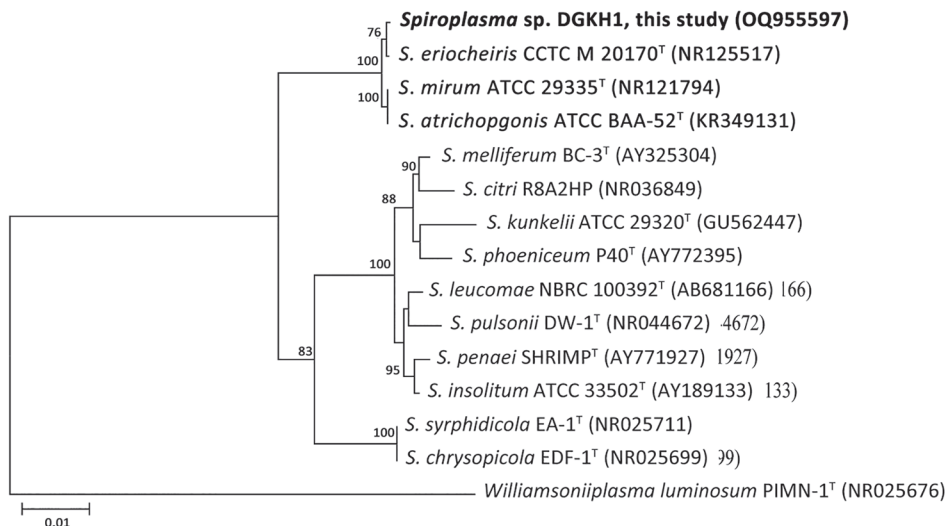 Spiroplasma sp. DGKH1, this study (OQ955597)
76
S. eriocheiris CCTC M 20170ᵀ (NR125517)
100
S. mirum ATCC 29335ᵀ (NR121794)
100
S. atrichopgonis ATCC BAA-52ᵀ (KR349131)
S. melliferum BC-3ᵀ (AY325304)
90
S. citri R8A2HP (NR036849)
88
S. kunkelii ATCC 29320ᵀ (GU562447)
S. phoeniceum P40ᵀ (AY772395)
100
S. leucomae NBRC 100392ᵀ (AB681166) 166)
S. pulsonii DW-1ᵀ (NR044672) 4672)
83
S. penaei SHRIMPᵀ (AY771927) 1927)
95
S. insolitum ATCC 33502ᵀ (AY189133) 133)
S. syrphidicola EA-1ᵀ (NR025711)
100
S. chrysopicola EDF-1ᵀ (NR025699) 99)
Williamsoniiplasma luminosum PIMN-1ᵀ (NR025676)
0.01